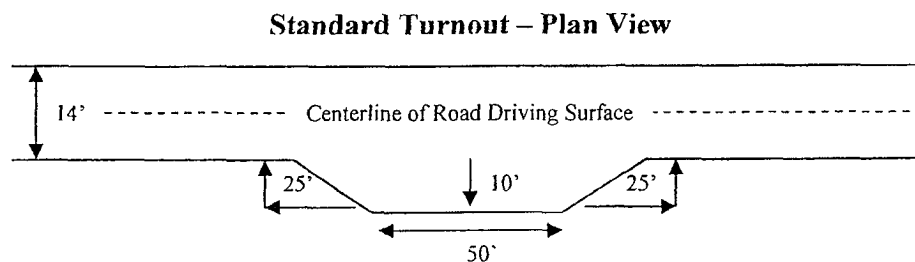 Standard Turnout – Plan View
14'
Centerline of Road Driving Surface
25'
10'
25'
50'